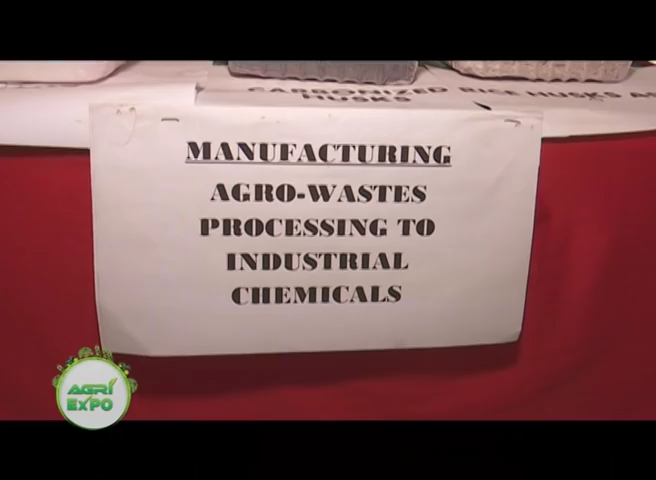 CARBONIZED RICE HUSKS
HUSKS
MANUFACTURING
AGRO-WASTES
PROCESSING TO
INDUSTRIAL
CHEMICALS
AGRI
EXPO